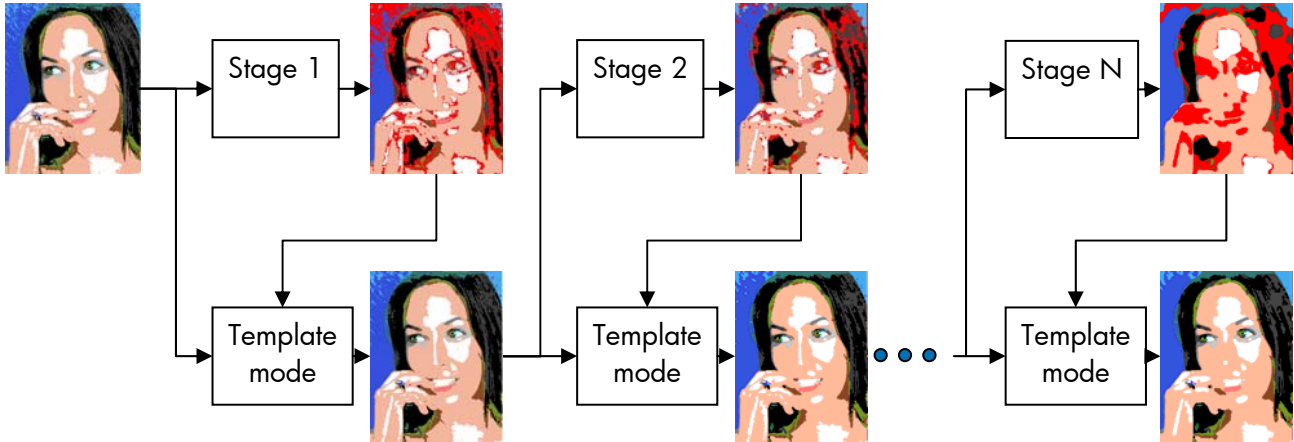 Stage 1
Stage 2
Stage N
Template
mode
Template
mode
Template
mode